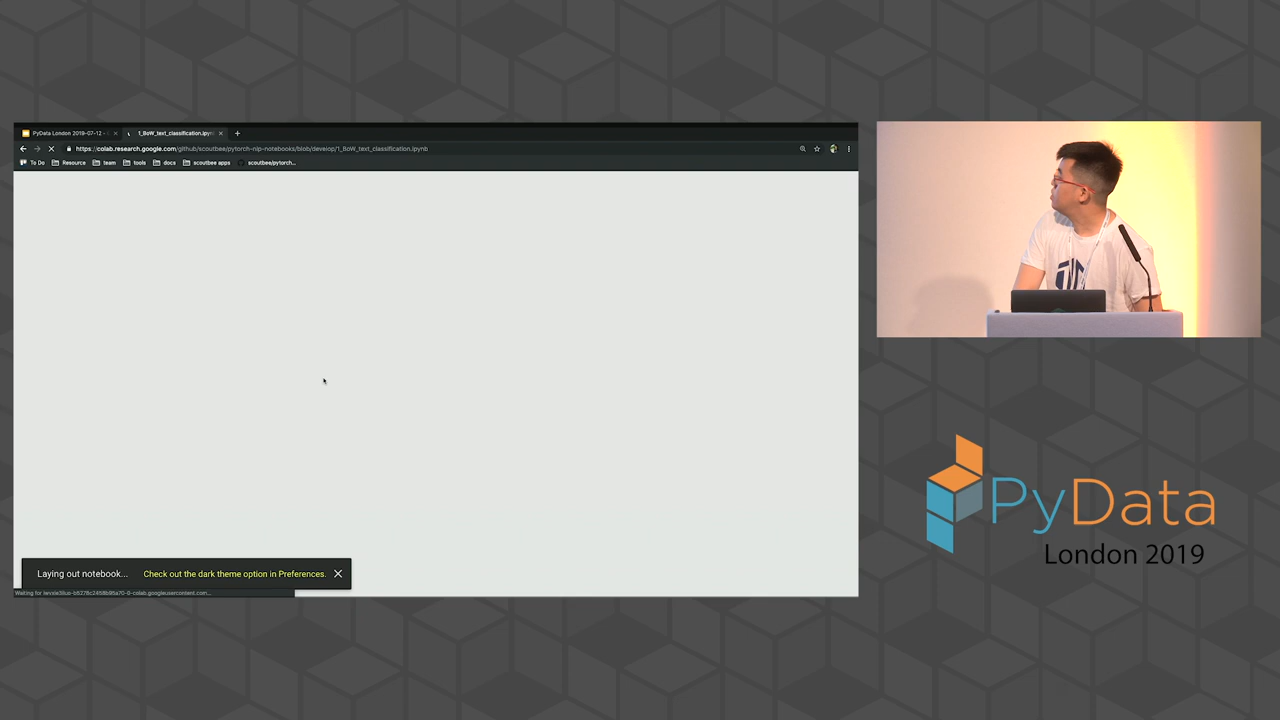 PyData London 2019-07-12 -
1_BoW_text_classification.ipynb
https://colab.research.google.com/github/scoutbee/pytorch-nlp-notebooks/blob/develop/1_BoW_text_classification.ipynb
To Do Resource team tools docs scoutbee apps scoutbee/pytorch...
Laying out notebook... Check out the dark theme option in Preferences.
PyData
London 2019